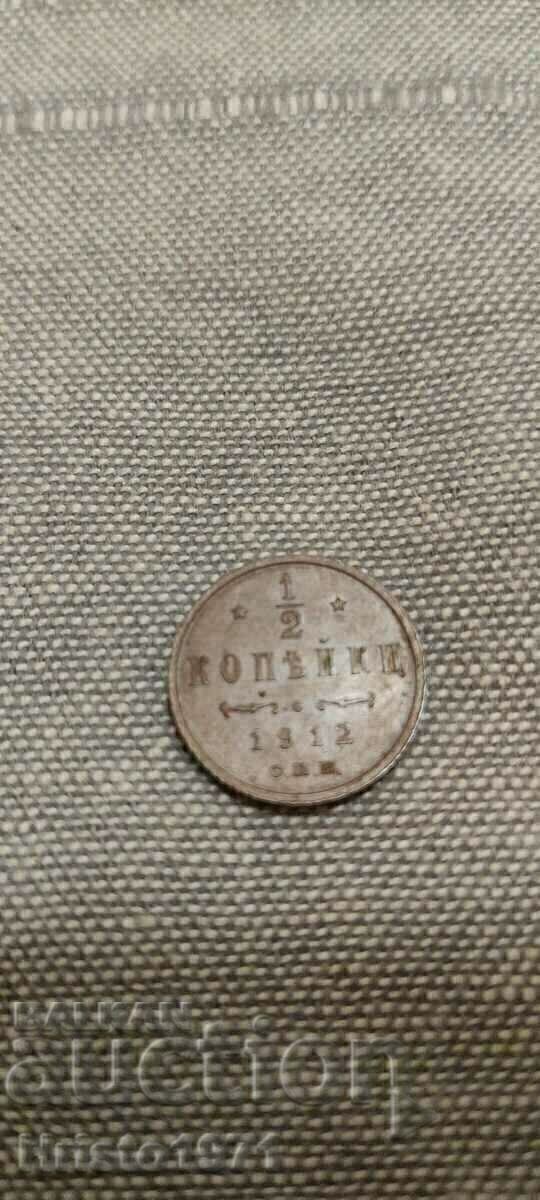 1
2
КОПѢЙКИ
1912
С.П.Б.
BALKAN
auction
Hristo1971